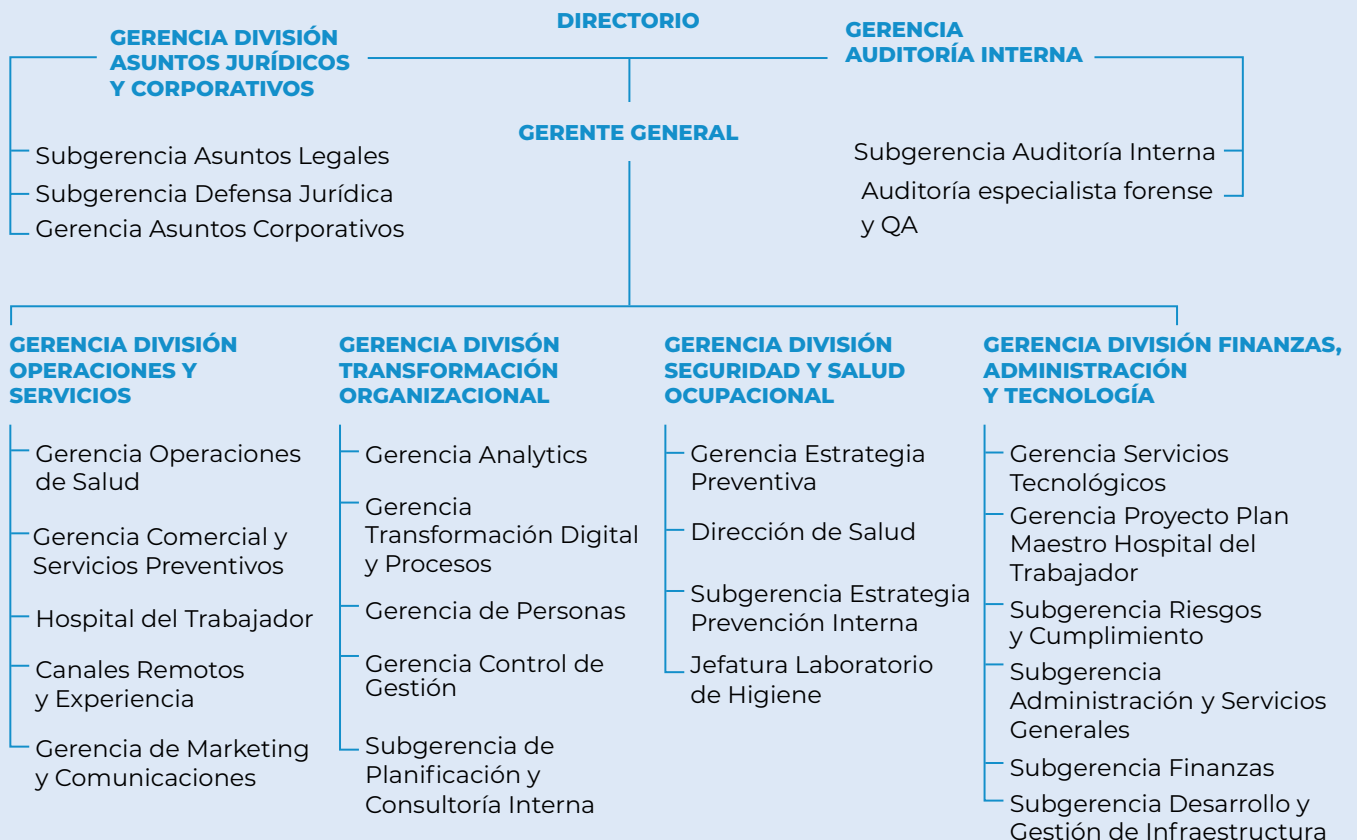 DIRECTORIO
GERENCIA DIVISIÓN
ASUNTOS JURÍDICOS
Y CORPORATIVOS
Subgerencia Asuntos Legales
Subgerencia Defensa Jurídica
Gerencia Asuntos Corporativos
GERENCIA
AUDITORÍA INTERNA
Subgerencia Auditoría Interna
Auditoría especialista forense
y QA
GERENTE GENERAL
GERENCIA DIVISIÓN
OPERACIONES Y
SERVICIOS
Gerencia Operaciones
de Salud
Gerencia Comercial y
Servicios Preventivos
Hospital del Trabajador
Canales Remotos
y Experiencia
Gerencia de Marketing
y Comunicaciones
GERENCIA DIVISÓN
TRANSFORMACIÓN
ORGANIZACIONAL
Gerencia Analytics
Gerencia
Transformación Digital
y Procesos
Gerencia de Personas
Gerencia Control de
Gestión
Subgerencia de
Planificación y
Consultoría Interna
GERENCIA DIVISIÓN
SEGURIDAD Y SALUD
OCUPACIONAL
Gerencia Estrategia
Preventiva
Dirección de Salud
Subgerencia Estrategia
Prevención Interna
Jefatura Laboratorio
de Higiene
GERENCIA DIVISIÓN FINANZAS,
ADMINISTRACIÓN
Y TECNOLOGÍA
Gerencia Servicios
Tecnológicos
Gerencia Proyecto Plan
Maestro Hospital del
Trabajador
Subgerencia Riesgos
y Cumplimiento
Subgerencia
Administración y Servicios
Generales
Subgerencia Finanzas
Subgerencia Desarrollo y
Gestión de Infraestructura